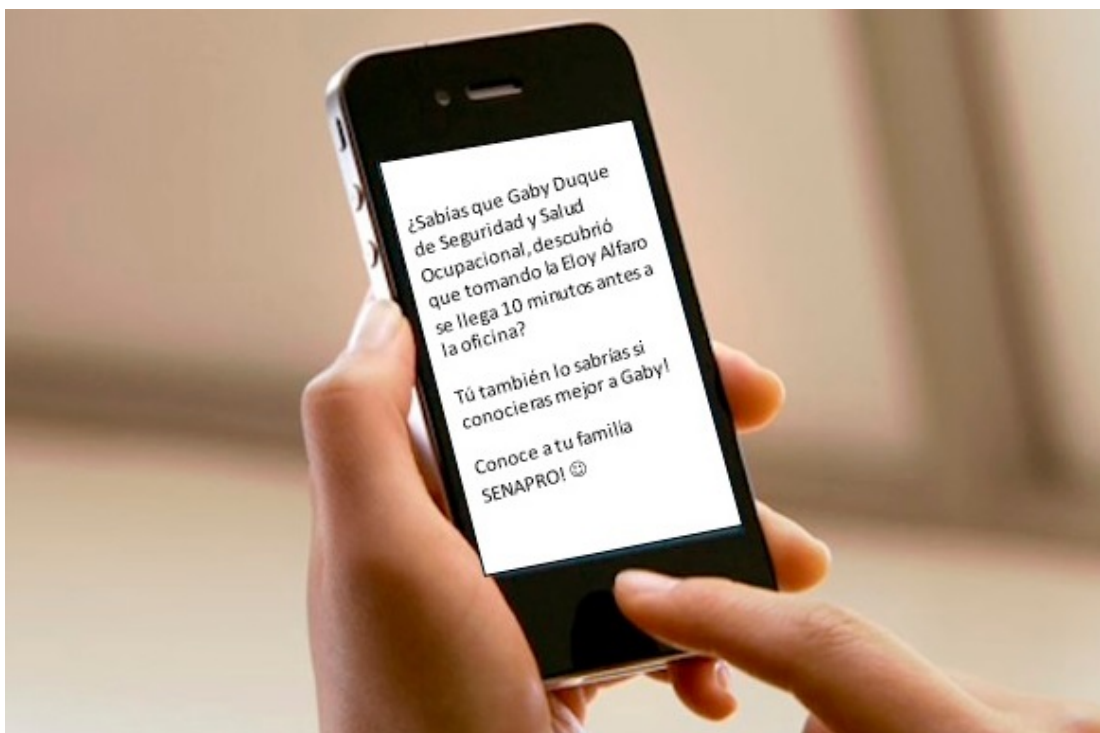 ¿Sabías que Gaby Duque
de Seguridad y Salud
Ocupacional, descubrió
que tomando la Eloy Alfaro
se llega 10 minutos antes a
la oficina?
Tú también lo sabrías si
conocieras mejor a Gaby!
Conoce a tu familia
SENAPRO! ☺